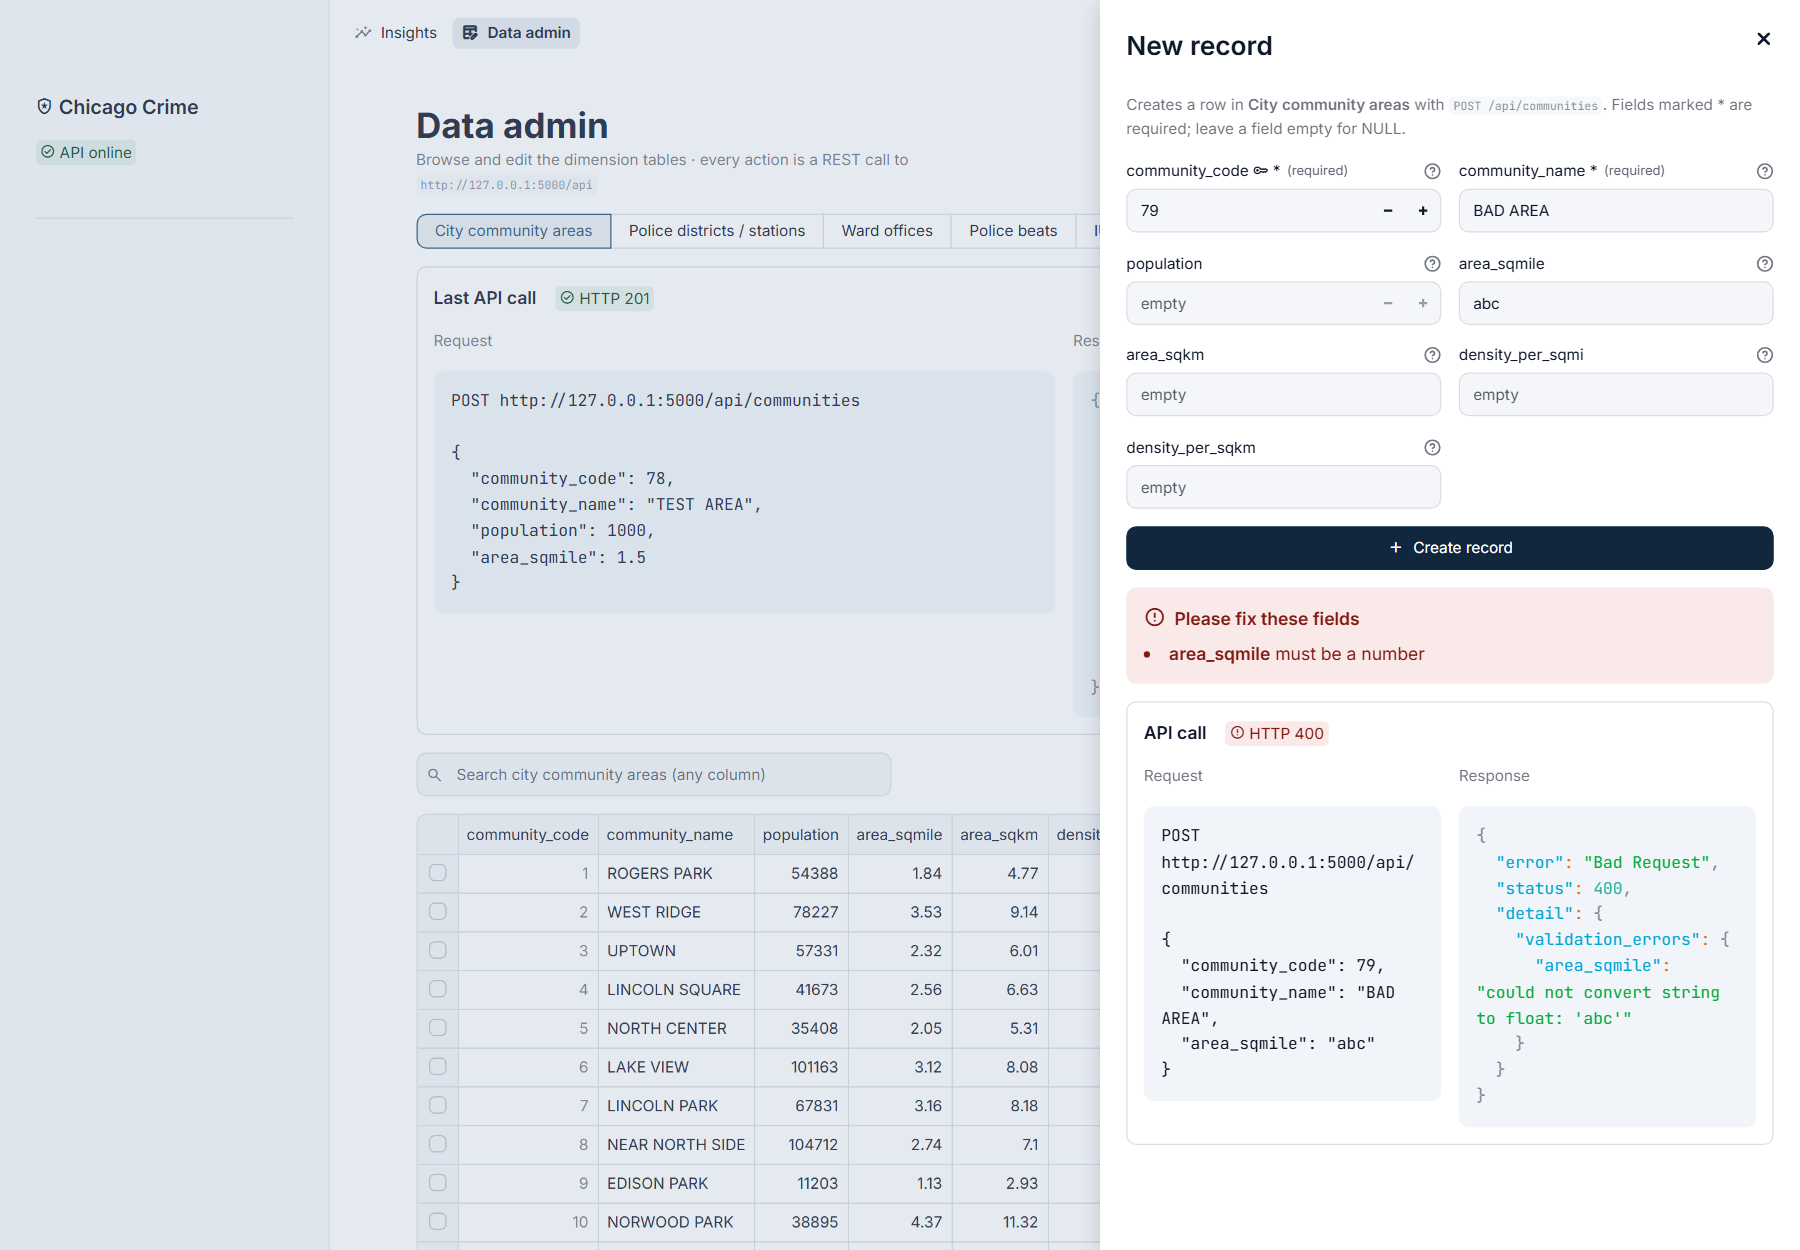 Insights
Data admin
Chicago Crime
API online
Data admin
Browse and edit the dimension tables · every action is a REST call to
http://127.0.0.1:5000/api
City community areas
Police districts / stations
Ward offices
Police beats
Last API call
HTTP 201
Request
POST http://127.0.0.1:5000/api/communities
{
"community_code": 78,
"community_name": "TEST AREA",
"population": 1000,
"area_sqmile": 1.5
}
{
}
Search city community areas (any column)
community_code community_name population area_sqmile area_sqkm
1 ROGERS PARK 54388 1.84 4.77
2 WEST RIDGE 78227 3.53 9.14
3 UPTOWN 57331 2.32 6.01
4 LINCOLN SQUARE 41673 2.56 6.63
5 NORTH CENTER 35408 2.05 5.31
6 LAKE VIEW 101163 3.12 8.08
7 LINCOLN PARK 67831 3.16 8.18
8 NEAR NORTH SIDE 104712 2.74 7.1
9 EDISON PARK 11203 1.13 2.93
10 NORWOOD PARK 38895 4.37 11.32
New record
Creates a row in City community areas with POST /api/communities. Fields marked * are
required; leave a field empty for NULL.
community_code * (required)
79
community_name * (required)
BAD AREA
population
empty
area_sqmile
abc
area_sqkm
empty
density_per_sqmi
empty
density_per_sqkm
empty
+ Create record
Please fix these fields
• area_sqmile must be a number
API call
HTTP 400
Request
POST
http://127.0.0.1:5000/api/
communities
{
"community_code": 79,
"community_name": "BAD
AREA",
"area_sqmile": "abc"
}
Response
{
"error": "Bad Request",
"status": 400,
"detail": {
"validation_errors": {
"area_sqmile":
"could not convert string
to float: 'abc'"
}
}
}